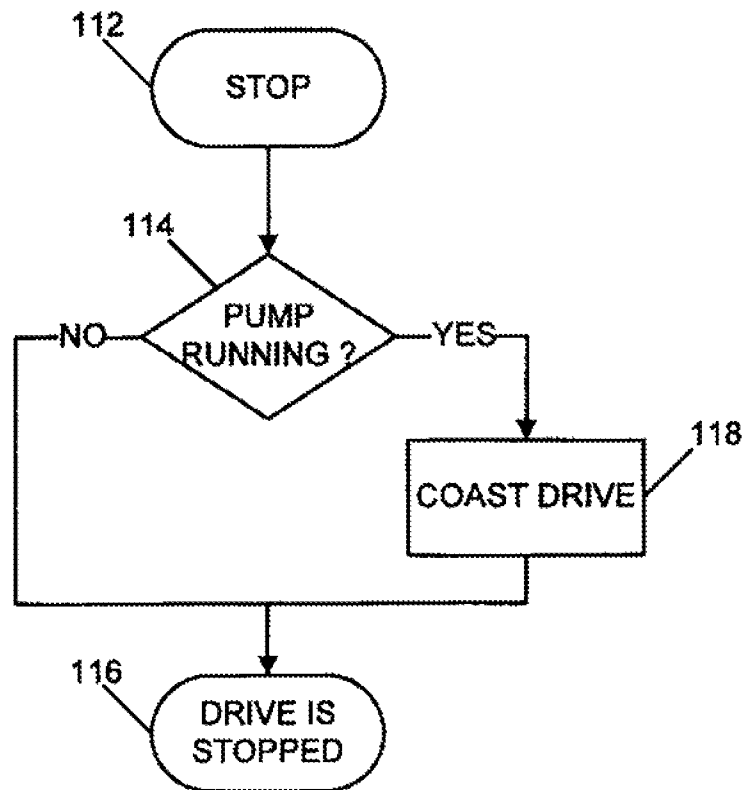 112
STOP
114
PUMP
RUNNING ?
NO
YES
118
COAST DRIVE
116
DRIVE IS
STOPPED